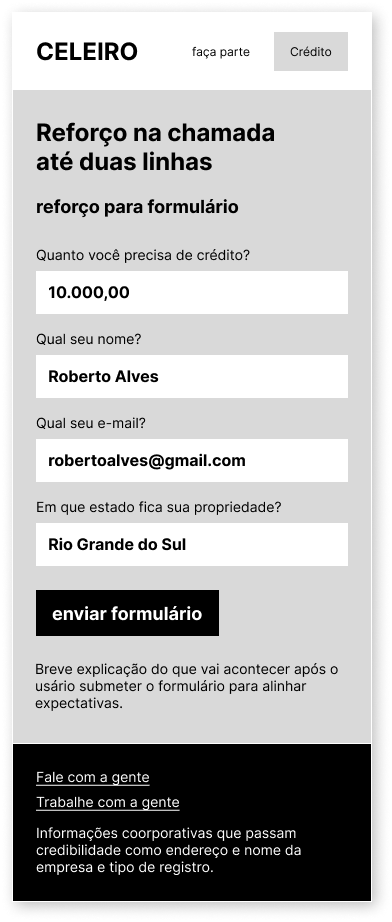 CELEIRO
faça parte
Crédito
Reforço na chamada
até duas linhas
reforço para formulário
Quanto você precisa de crédito?
10.000,00
Qual seu nome?
Roberto Alves
Qual seu e-mail?
robertoalves@gmail.com
Em que estado fica sua propriedade?
Rio Grande do Sul
enviar formulário
Breve explicação do que vai acontecer após o
usário submeter o formulário para alinhar
expectativas.
Fale com a gente
Trabalhe com a gente
Informações coorporativas que passam
credibilidade como endereço e nome da
empresa e tipo de registro.